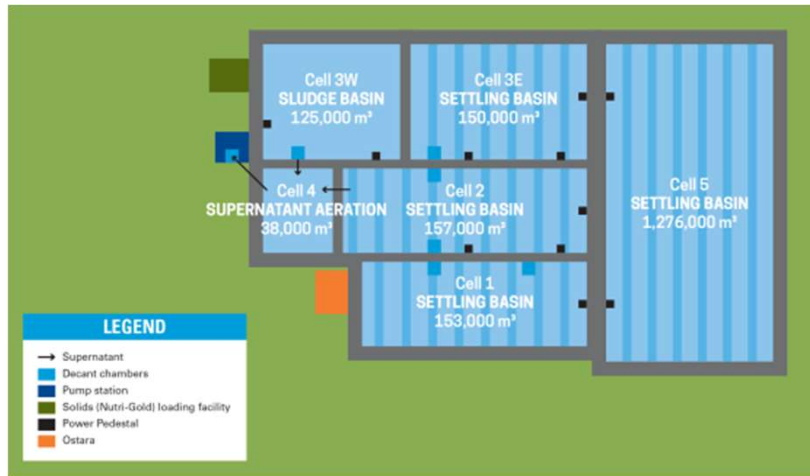 Cell 3W
SLUDGE BASIN
125,000 m³
Cell 3E
SETTLING BASIN
150,000 m³
Cell 4
SUPERNATANT AERATION
38,000 m³
Cell 2
SETTLING BASIN
157,000 m³
Cell 5
SETTLING BASIN
1,276,000 m³
Cell 1
SETTLING BASIN
153,000 m³
LEGEND
Supernatant
Decant chambers
Pump station
Solids (Nutri-Gold) loading facility
Power Pedestal
Ostara